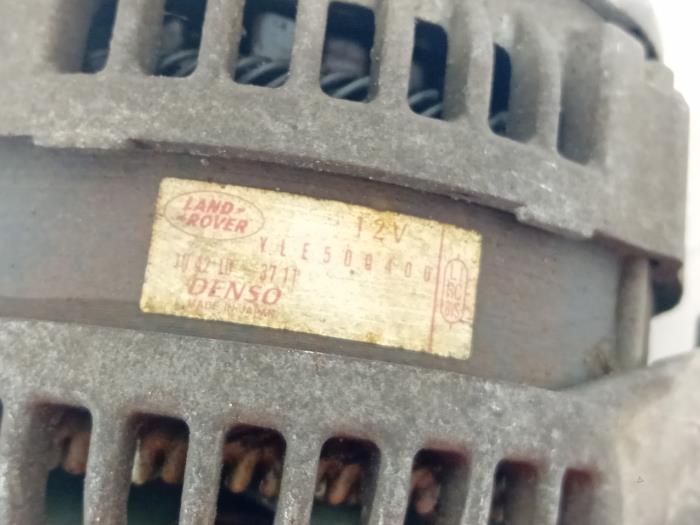 LAND-
-ROVER
12V
YLE500400
DENSO
MADE IN JAPAN